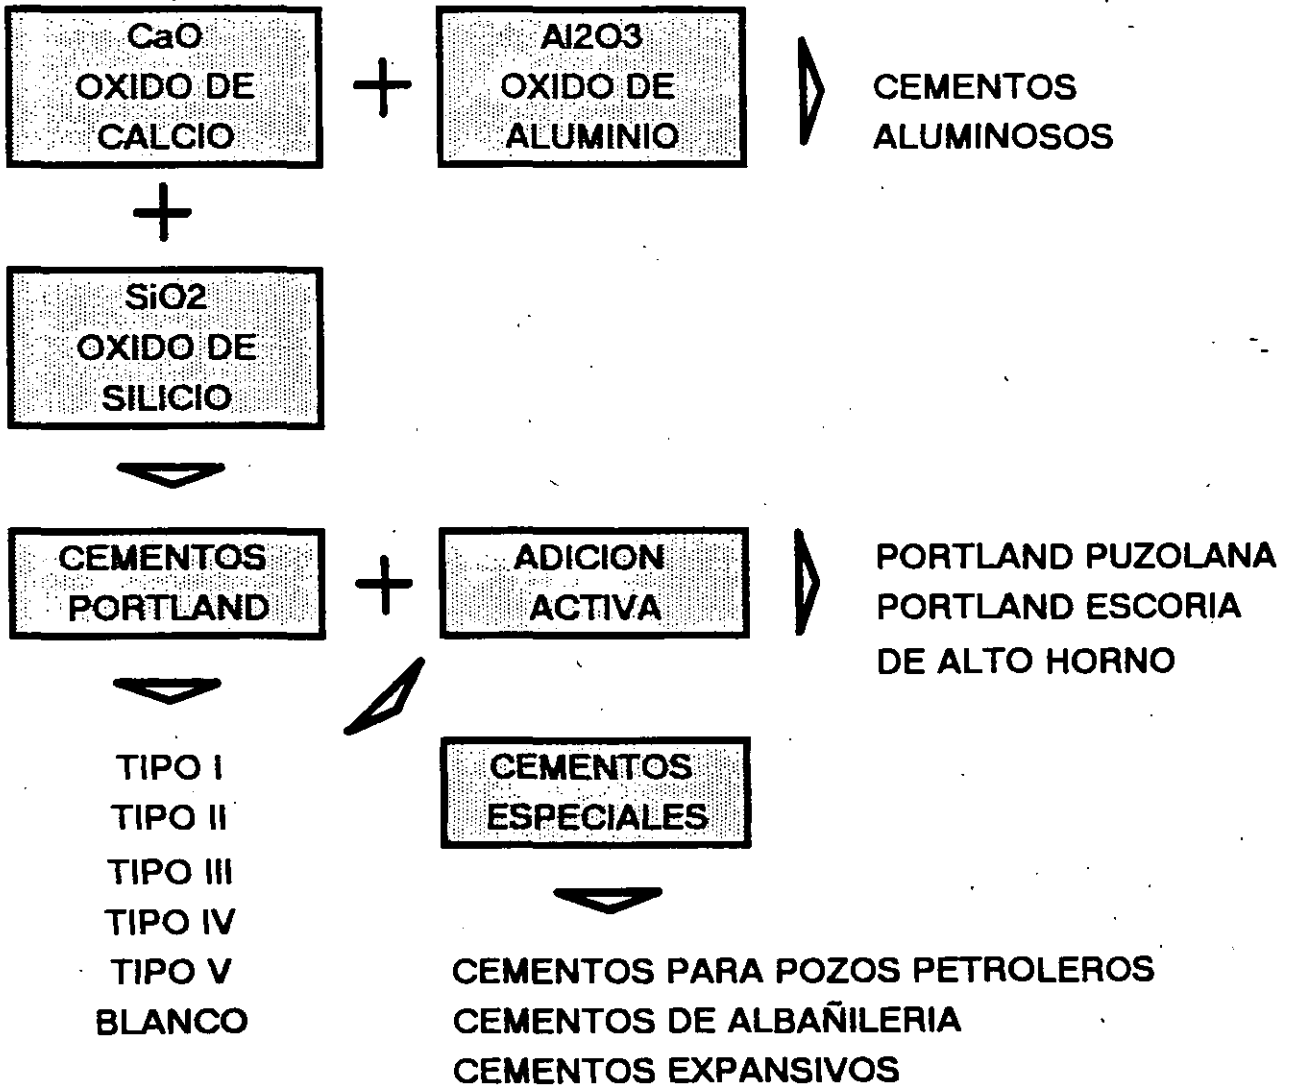 CaO
OXIDO DE
CALCIO
+
Al2O3
OXIDO DE
ALUMINIO
CEMENTOS
ALUMINOSOS
+
SiO2
OXIDO DE
SILICIO
CEMENTOS
PORTLAND
+
ADICION
ACTIVA
PORTLAND PUZOLANA
PORTLAND ESCORIA
DE ALTO HORNO
TIPO I
TIPO II
TIPO III
TIPO IV
TIPO V
BLANCO
CEMENTOS
ESPECIALES
CEMENTOS PARA POZOS PETROLEROS
CEMENTOS DE ALBAÑILERIA
CEMENTOS EXPANSIVOS